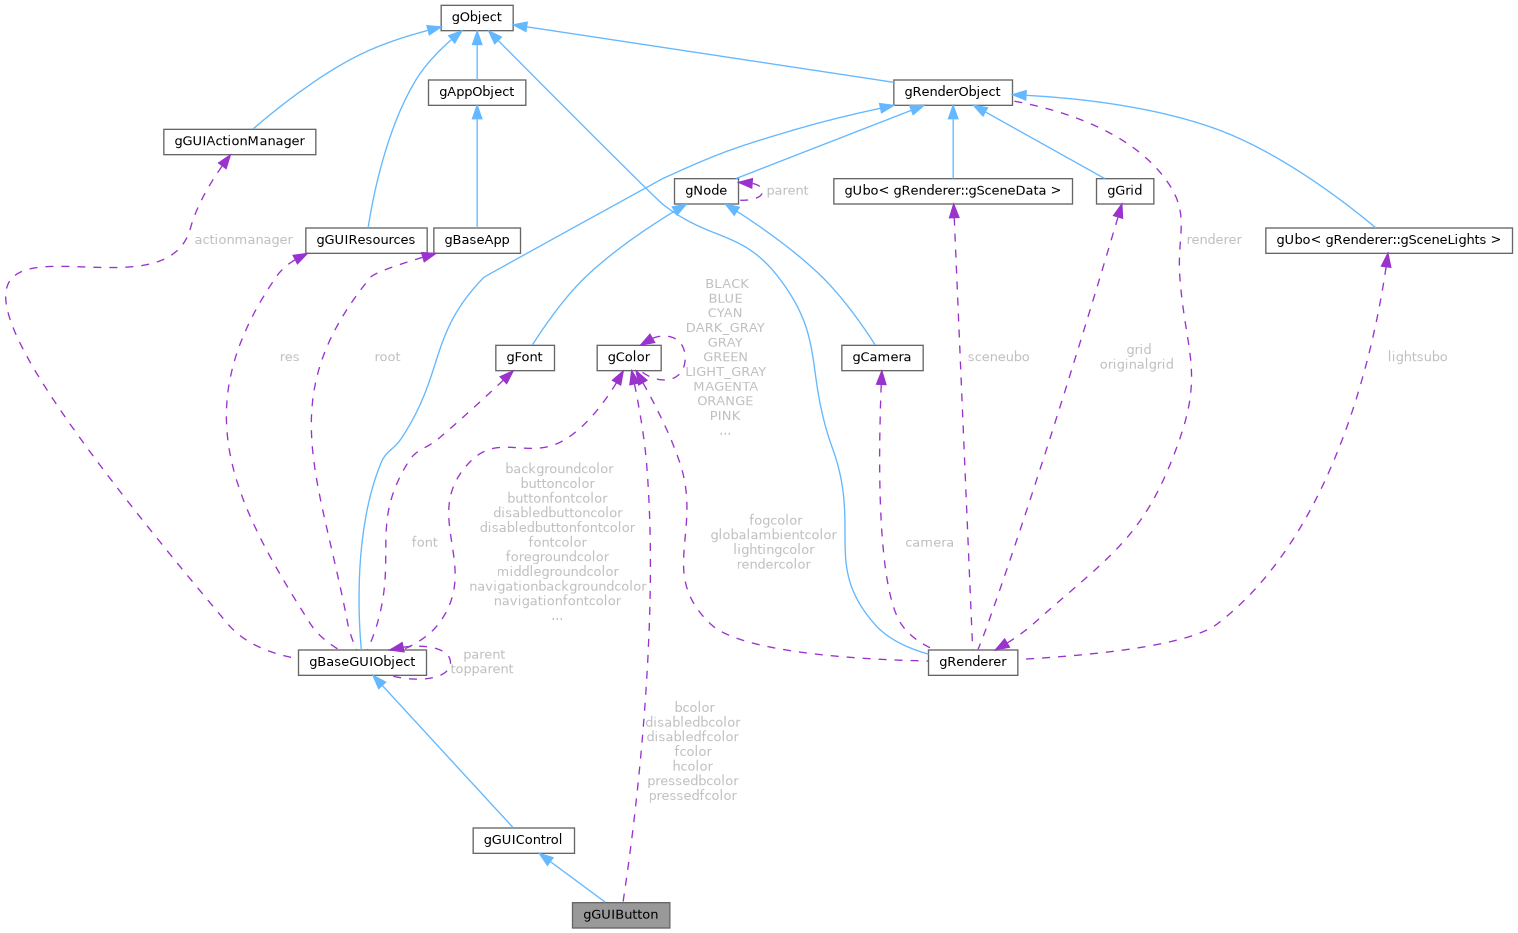 gObject
gAppObject
gRenderObject
gGUIActionManager
gNode
parent
gUbo< gRenderer::gSceneData >
gGrid
actionmanager
gGUIResources
gBaseApp
renderer
gUbo< gRenderer::gSceneLights >
BLACK
BLUE
CYAN
DARK_GRAY
GRAY
GREEN
LIGHT_GRAY
MAGENTA
ORANGE
PINK
...
res
root
gFont
gColor
gCamera
sceneubo
grid
originalgrid
lightsubo
backgroundcolor
buttoncolor
buttonfontcolor
disabledbuttoncolor
disabledbuttonfontcolor
fontcolor
foregroundcolor
middlegroundcolor
navigationbackgroundcolor
navigationfontcolor
...
font
fogcolor
globalambientcolor
lightingcolor
rendercolor
camera
gBaseGUIObject
parent
topparent
gRenderer
bcolor
disabledbcolor
disabledfcolor
fcolor
hcolor
pressedbcolor
pressedfcolor
gGUIControl
gGUIButton